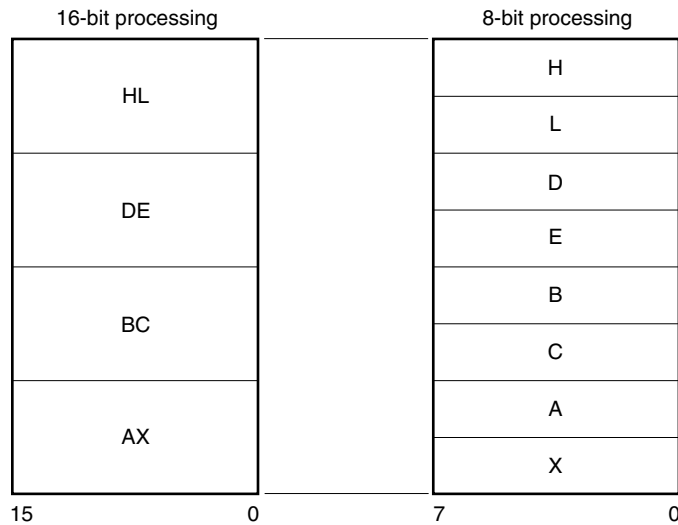 16-bit processing
8-bit processing
HL
DE
BC
AX
H
L
D
E
B
C
A
X
15 0
7 0